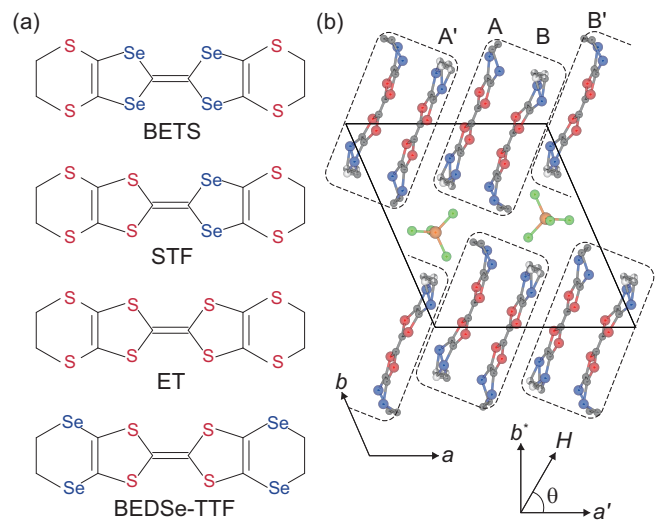 (a)
S Se Se S
S Se Se S
BETS
S S Se S
S S Se S
STF
S S S S
S S S S
ET
Se S S Se
Se S S Se
BEDSe-TTF
(b)
A' A B B'
b
a
b*
H
θ
a'